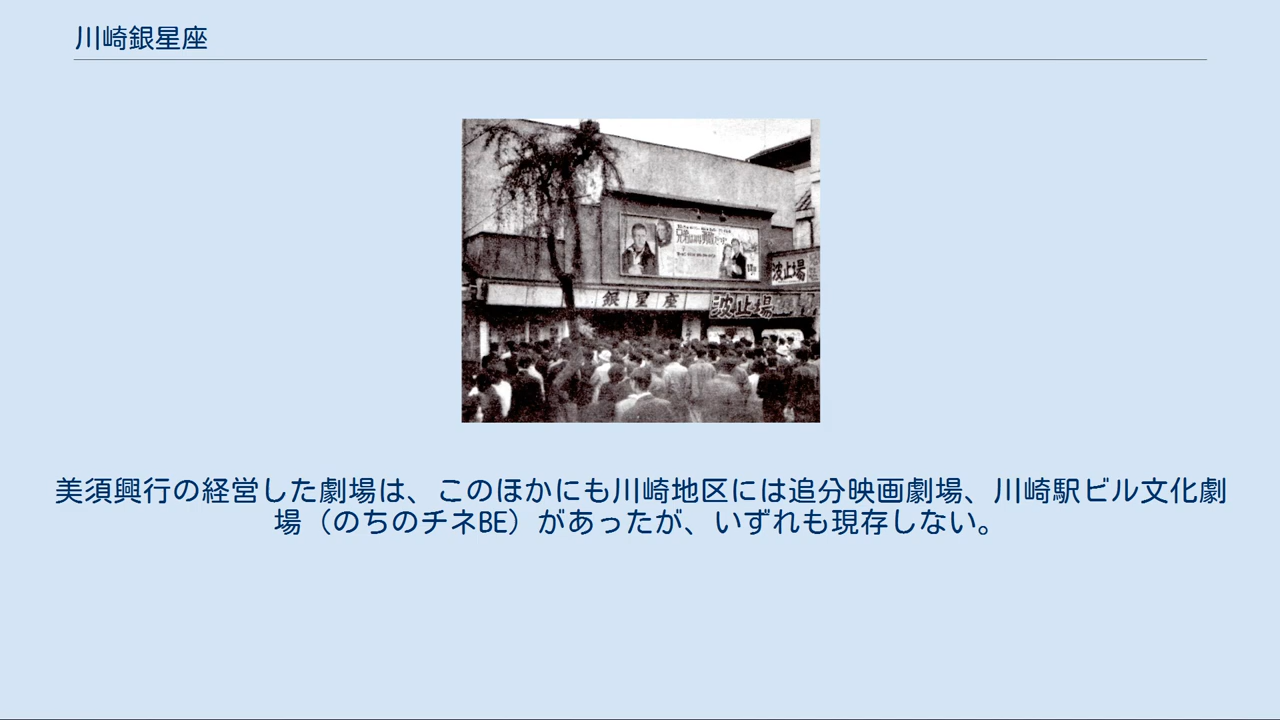 川崎銀星座
波止場
銀星座
波止場
美須興行の経営した劇場は、このほかにも川崎地区には追分映画劇場、川崎駅ビル文化劇
場（のちのチネBE）があったが、いずれも現存しない。